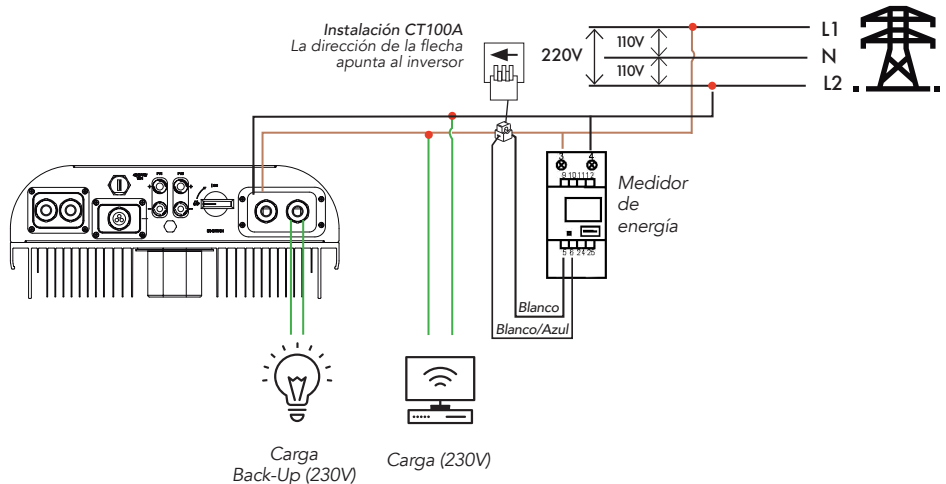 Instalación CT100A
La dirección de la flecha
apunta al inversor
220V
110V
110V
L1
N
L2
3
4
9 10 11 12
Medidor
de
energía
5 6 24 25
Blanco
Blanco/Azul
Carga
Back-Up (230V)
Carga (230V)